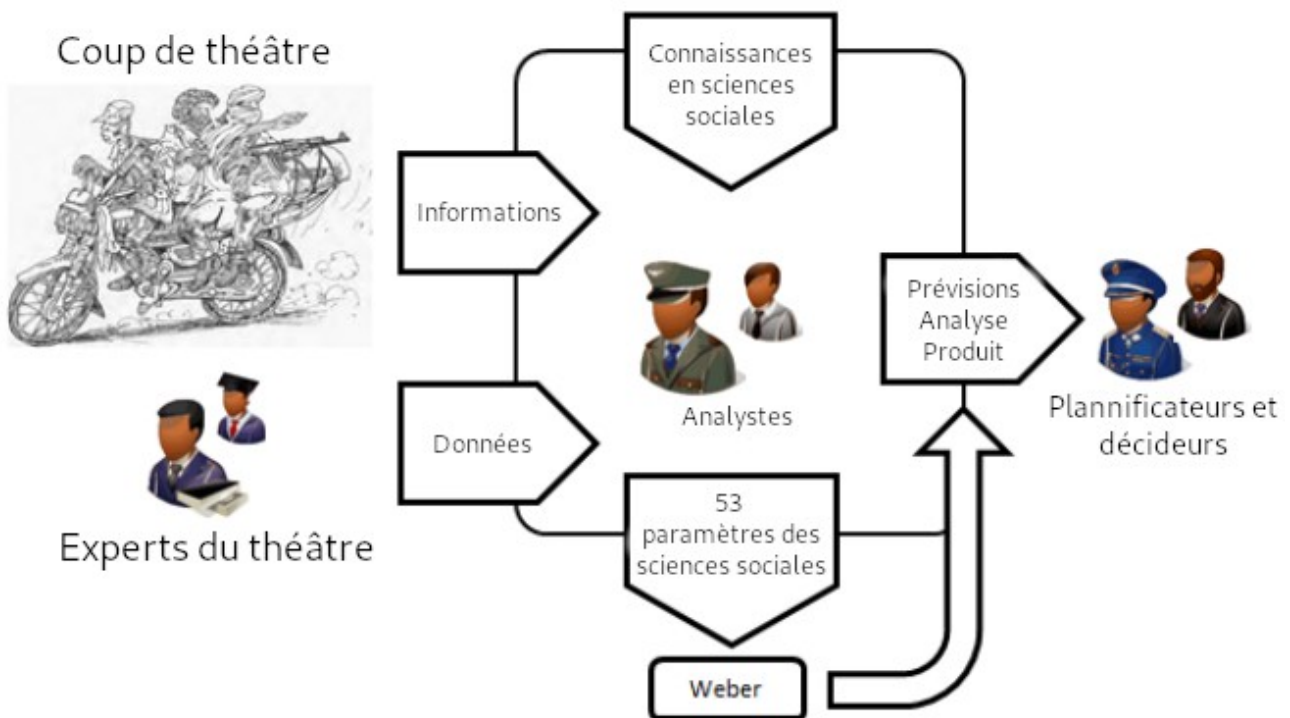 Coup de théâtre
Connaissances
en sciences
sociales
Informations
Prévisions
Analyse
Produit
Analystes
Plannificateurs et
décideurs
Données
Experts du théâtre
53
paramètres des
sciences sociales
Weber